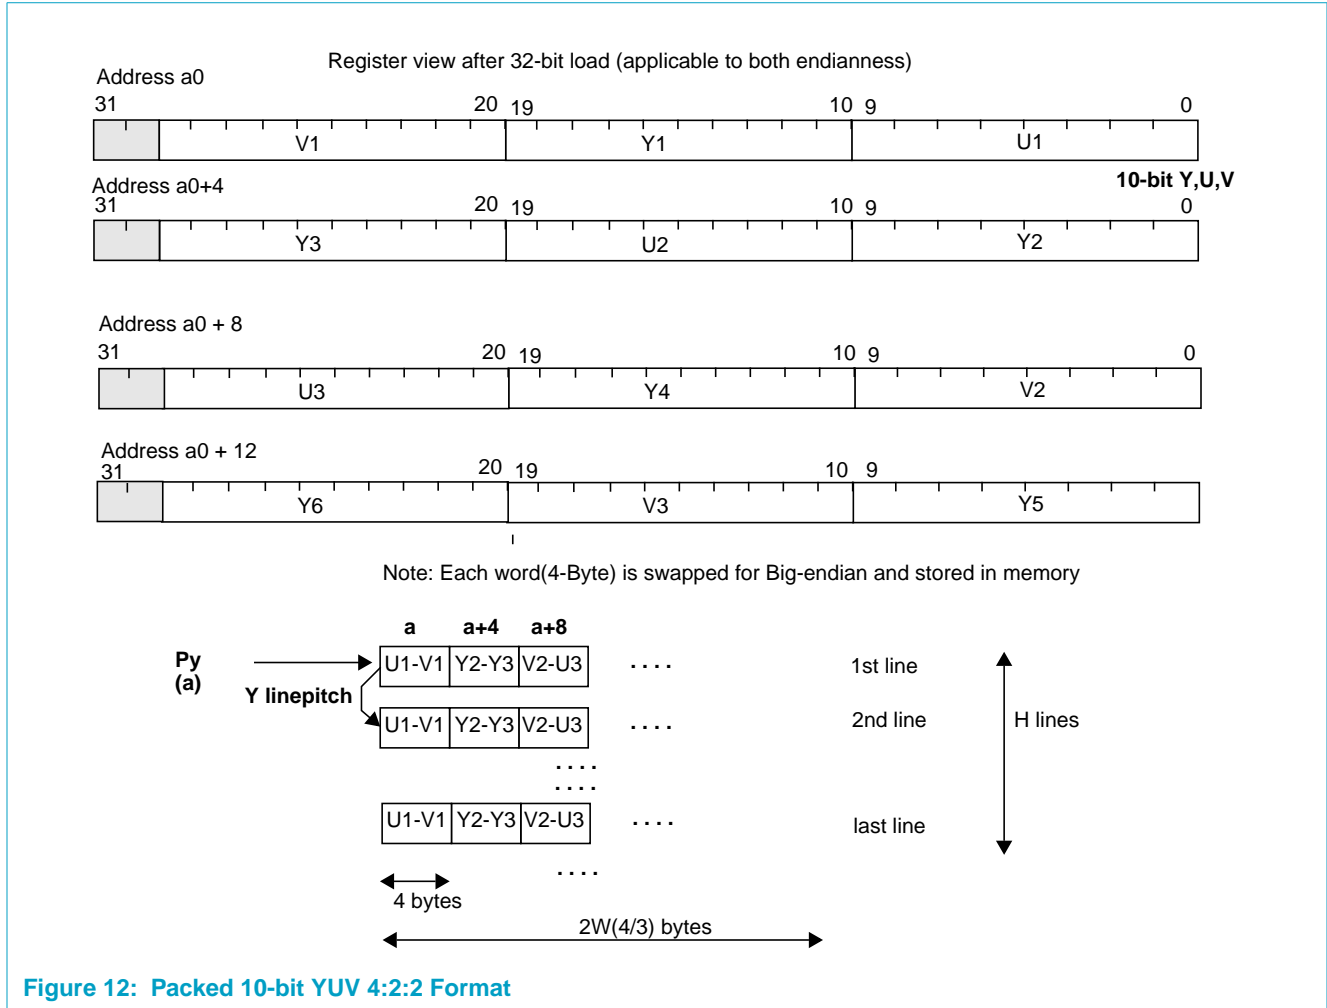 Register view after 32-bit load (applicable to both endianness)
Address a0
31 20 19 10 9 0
V1 Y1 U1
10-bit Y,U,V
Address a0+4
31 20 19 10 9 0
Y3 U2 Y2
Address a0 + 8
31 20 19 10 9 0
U3 Y4 V2
Address a0 + 12
31 20 19 10 9
Y6 V3 Y5
Note: Each word(4-Byte) is swapped for Big-endian and stored in memory
a a+4 a+8
Py
(a)
U1-V1 Y2-Y3 V2-U3 .... 1st line
Y linepitch
U1-V1 Y2-Y3 V2-U3 .... 2nd line
H lines
....
....
U1-V1 Y2-Y3 V2-U3 .... last line
....
4 bytes
2W(4/3) bytes
Figure 12: Packed 10-bit YUV 4:2:2 Format